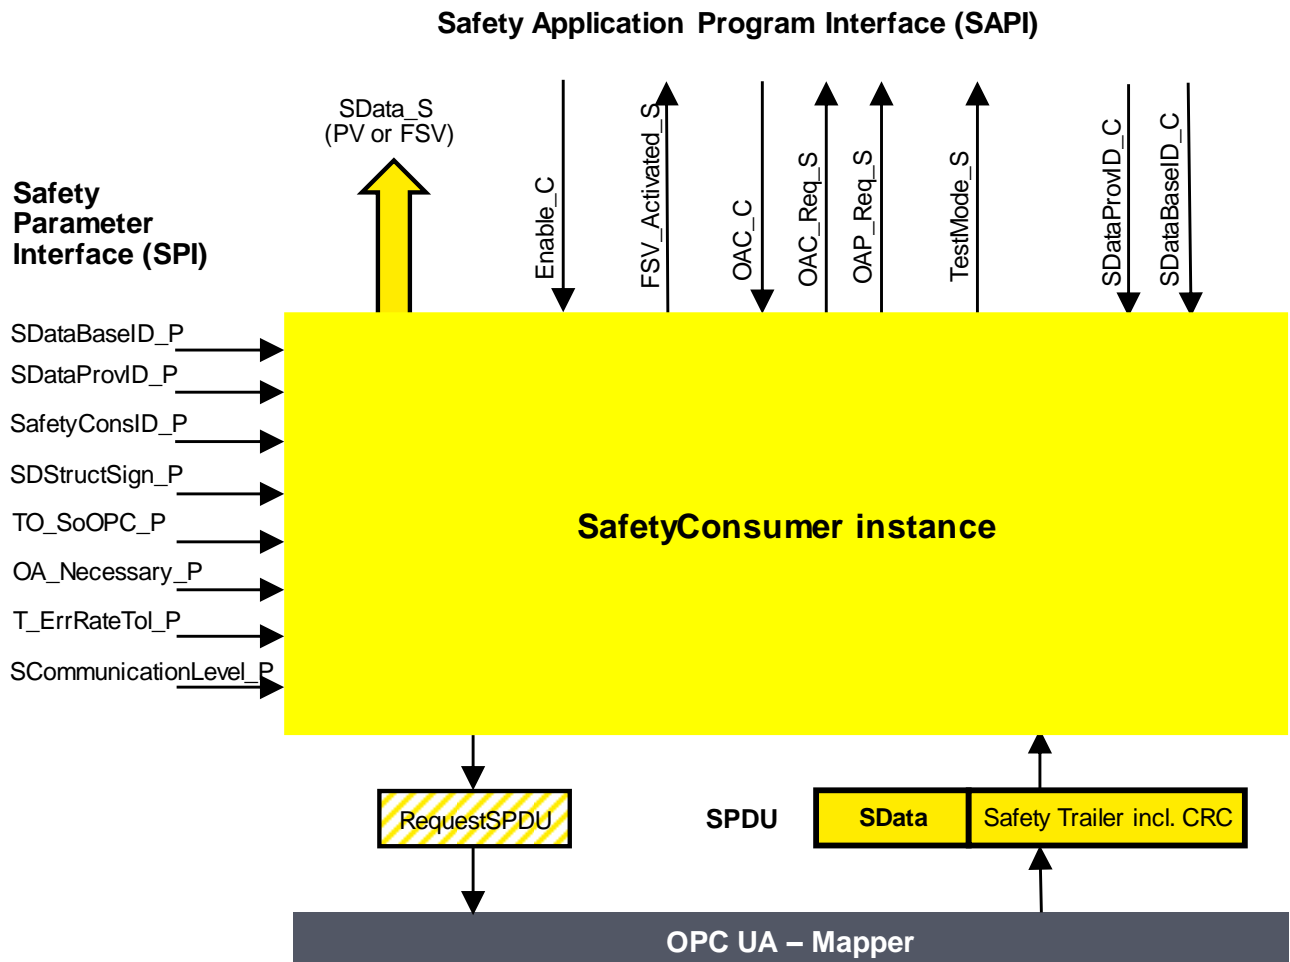 Safety Application Program Interface (SAPI)
SData_S
(PV or FSV)
Enable_C
FSV_Activated_S
OAC_C
OAC_Req_S
OAP_Req_S
TestMode_S
SDataProvID_C
SDataBaseID_C
Safety
Parameter
Interface (SPI)
SDataBaseID_P
SDataProvID_P
SafetyConsID_P
SDStructSign_P
TO_SoOPC_P
OA_Necessary_P
T_ErrRateTol_P
SCommunicationLevel_P
SafetyConsumer instance
RequestSPDU
SPDU
SData
Safety Trailer incl. CRC
OPC UA – Mapper